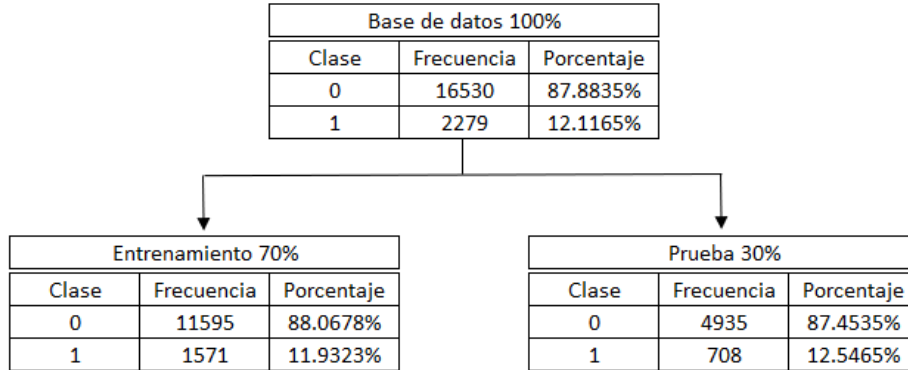 Base de datos 100%
Clase Frecuencia Porcentaje
0 16530 87.8835%
1 2279 12.1165%
Entrenamiento 70%
Clase Frecuencia Porcentaje
0 11595 88.0678%
1 1571 11.9323%
Prueba 30%
Clase Frecuencia Porcentaje
0 4935 87.4535%
1 708 12.5465%